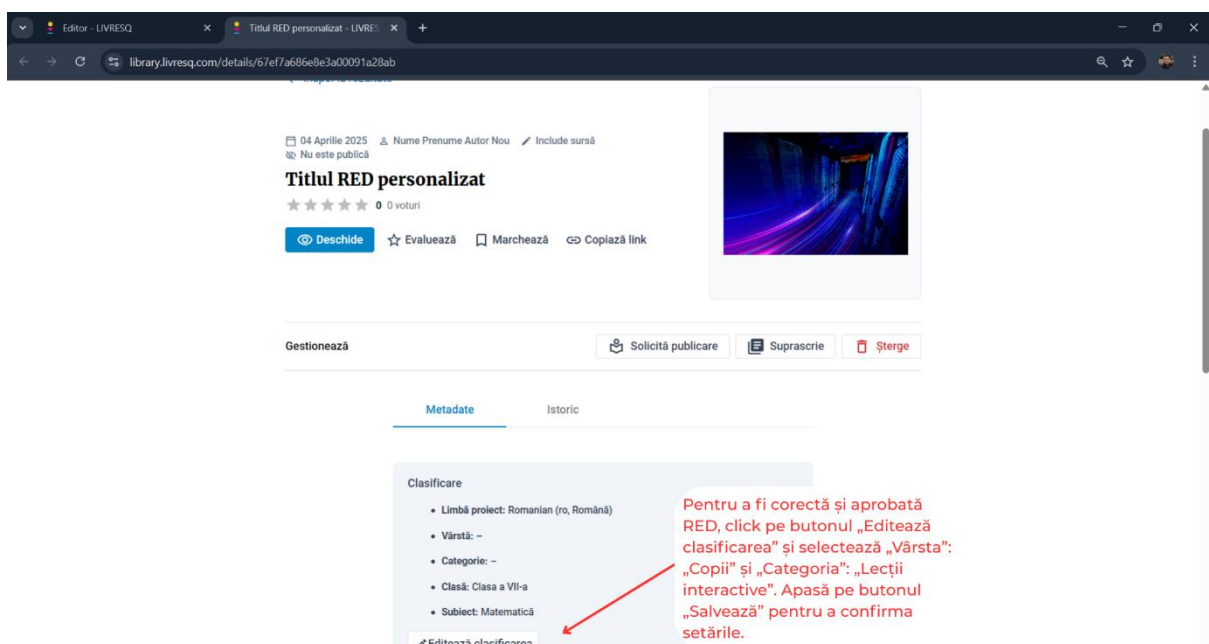 Editor - LIVRESQ
Titlul RED personalizat - LIVRES
library.livresq.com/details/67ef7a686e8e3a00091a28ab
04 Aprilie 2025 Nume Prenume Autor Nou Include sursă
Nu este publică
Titlul RED personalizat
0 0 voturi
Deschide Evaluează Marchează Copiază link
Gestionează Solicită publicare Suprascrie Șterge
Metadate Istoric
Clasificare
• Limbă proiect: Romanian (ro, Română)
• Vârstă: –
• Categorie: –
• Clasă: Clasa a VII-a
• Subiect: Matematică
Editează clasificarea
Pentru a fi corectă și aprobată
RED, click pe butonul „Editează
clasificarea” și selectează „Vârsta”:
„Copii” și „Categoria”: „Lecții
interactive”. Apasă pe butonul
„Salvează” pentru a confirma
setările.